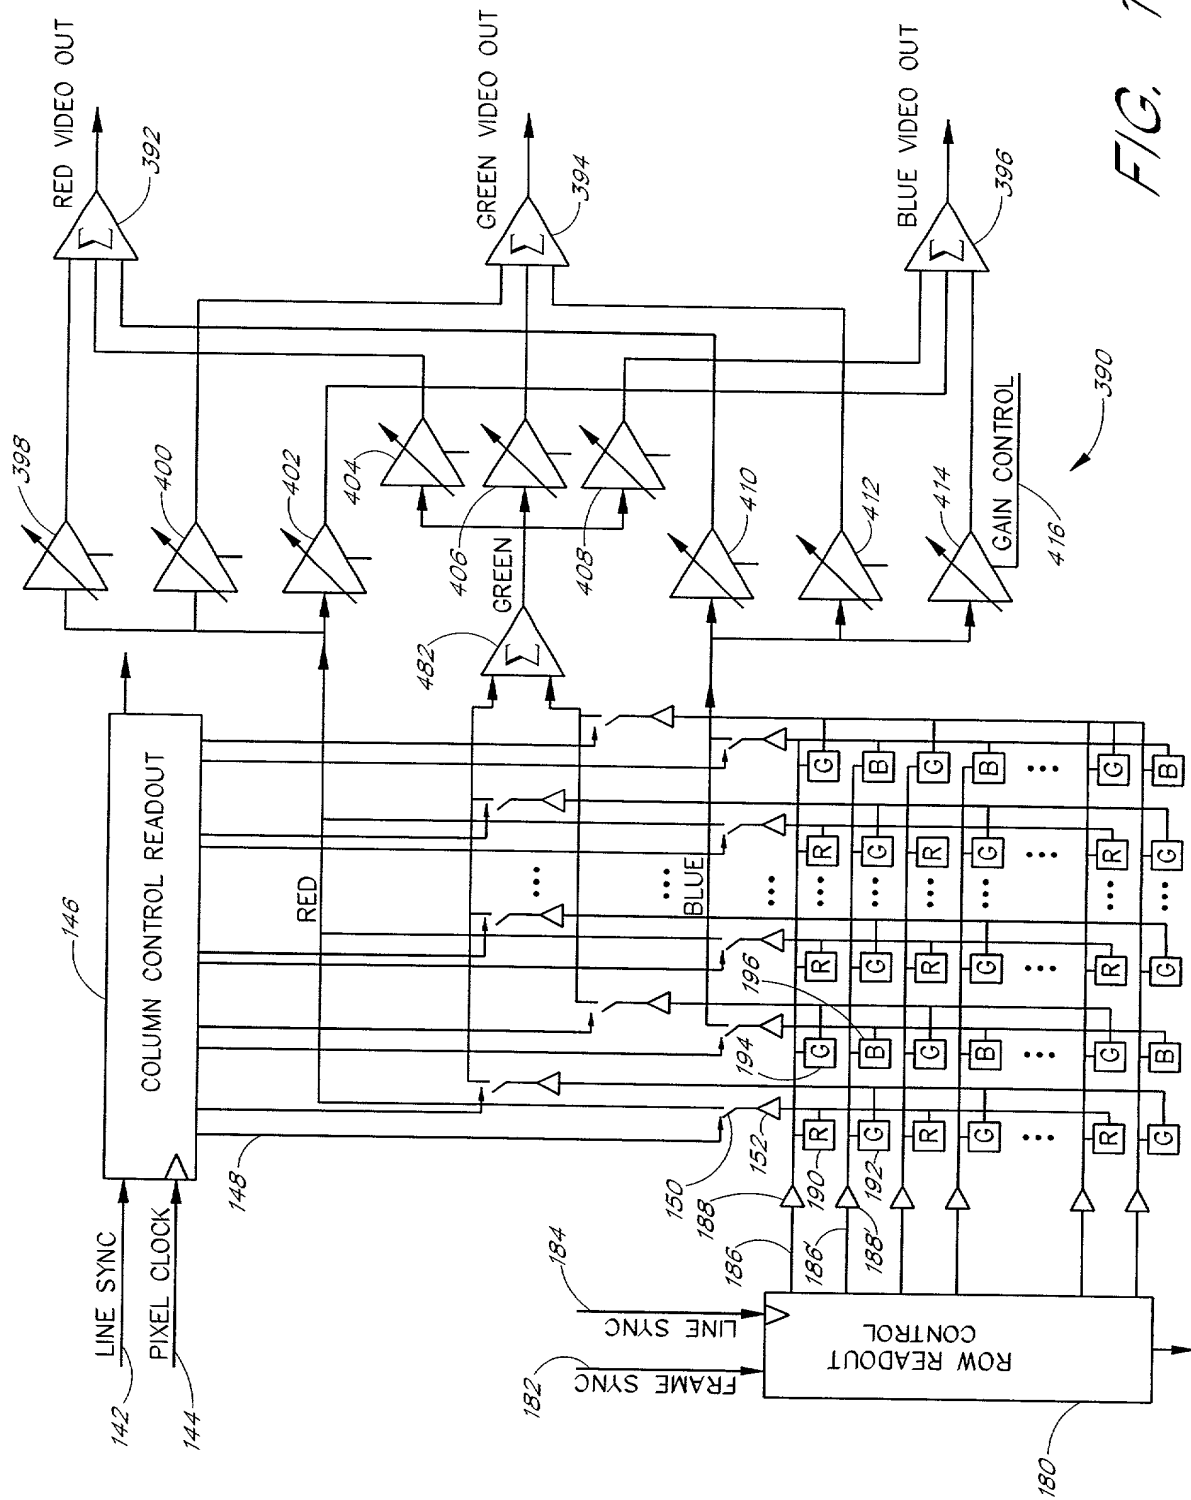 RED VIDEO OUT
392
GREEN VIDEO OUT
394
BLUE VIDEO OUT
396
FIG. 1
398
400
402
404
406
408
410
412
414
GAIN CONTROL
416
390
482
GREEN
146
COLUMN CONTROL READOUT
RED
BLUE
LINE SYNC
142
PIXEL CLOCK
144
148
150
152
188
186
186'
188'
190
192
194
196
R G R ... R G
G B G ... G B
R G R ... R G
G B G ... G B
... ... ... ...
R G R ... R G
G B G ... G B
184
LINE SYNC
182
FRAME SYNC
ROW READOUT
CONTROL
180